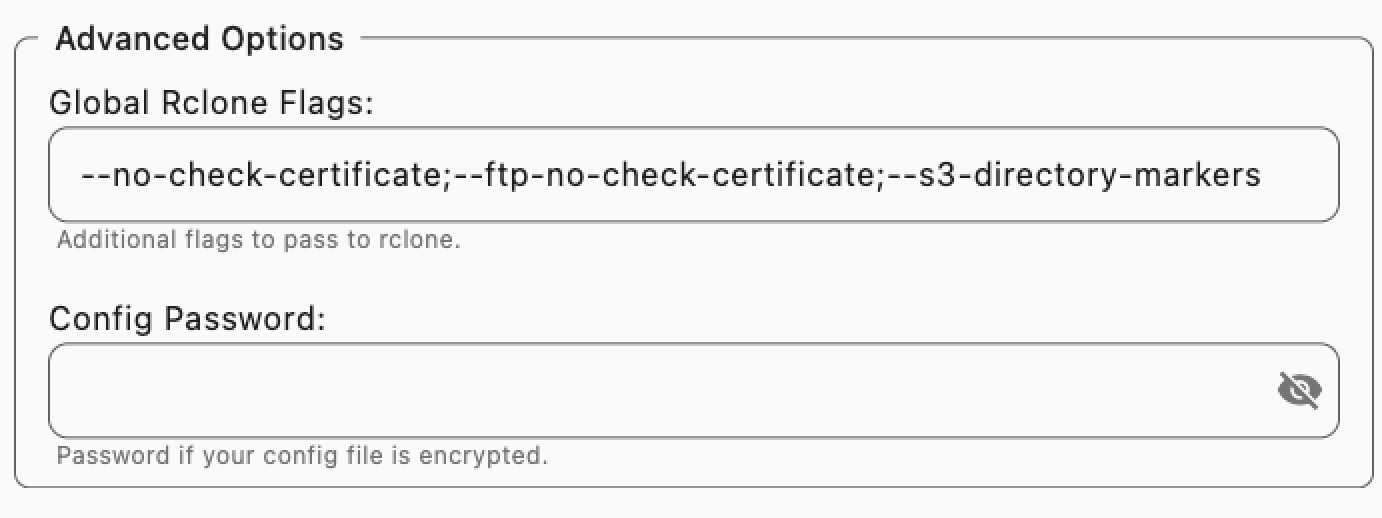 Advanced Options
Global Rclone Flags:
--no-check-certificate;--ftp-no-check-certificate;--s3-directory-markers
Additional flags to pass to rclone.
Config Password:
Password if your config file is encrypted.